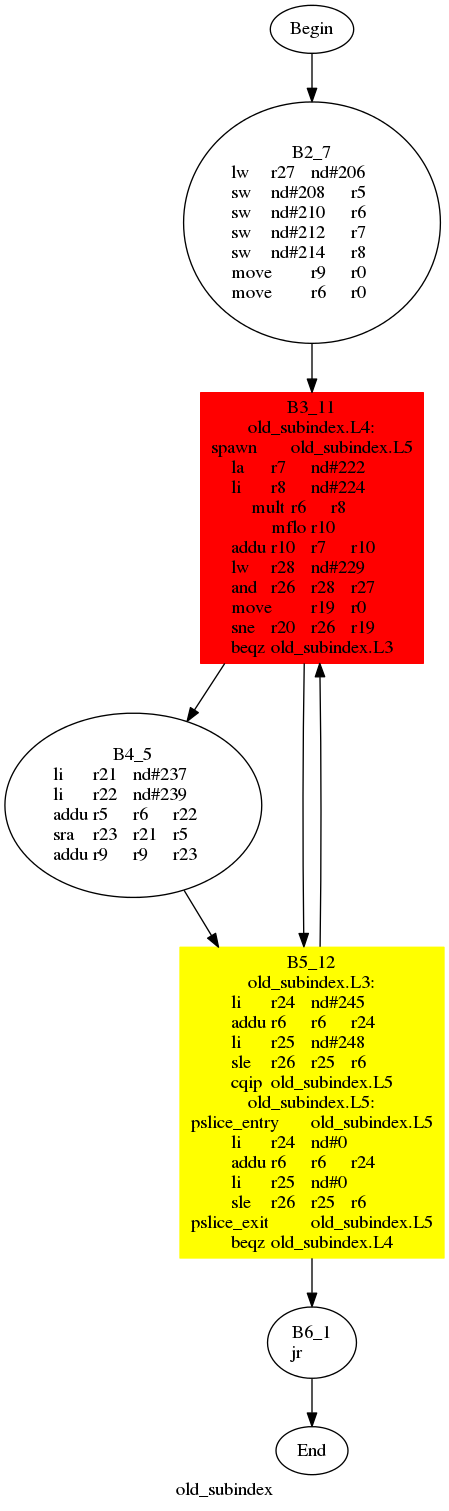 Begin
B2_7
lw r27 nd#206
sw nd#208 r5
sw nd#210 r6
sw nd#212 r7
sw nd#214 r8
move r9 r0
move r6 r0
B3_11
old_subindex.L4:
spawn old_subindex.L5
la r7 nd#222
li r8 nd#224
mult r6 r8
mflo r10
addu r10 r7 r10
lw r28 nd#229
and r26 r28 r27
move r19 r0
sne r20 r26 r19
beqz old_subindex.L3
B4_5
li r21 nd#237
li r22 nd#239
addu r5 r6 r22
sra r23 r21 r5
addu r9 r9 r23
B5_12
old_subindex.L3:
li r24 nd#245
addu r6 r6 r24
li r25 nd#248
sle r26 r25 r6
cqip old_subindex.L5
old_subindex.L5:
pslice_entry old_subindex.L5
li r24 nd#0
addu r6 r6 r24
li r25 nd#0
sle r26 r25 r6
pslice_exit old_subindex.L5
beqz old_subindex.L4
B6_1
jr
End
old_subindex